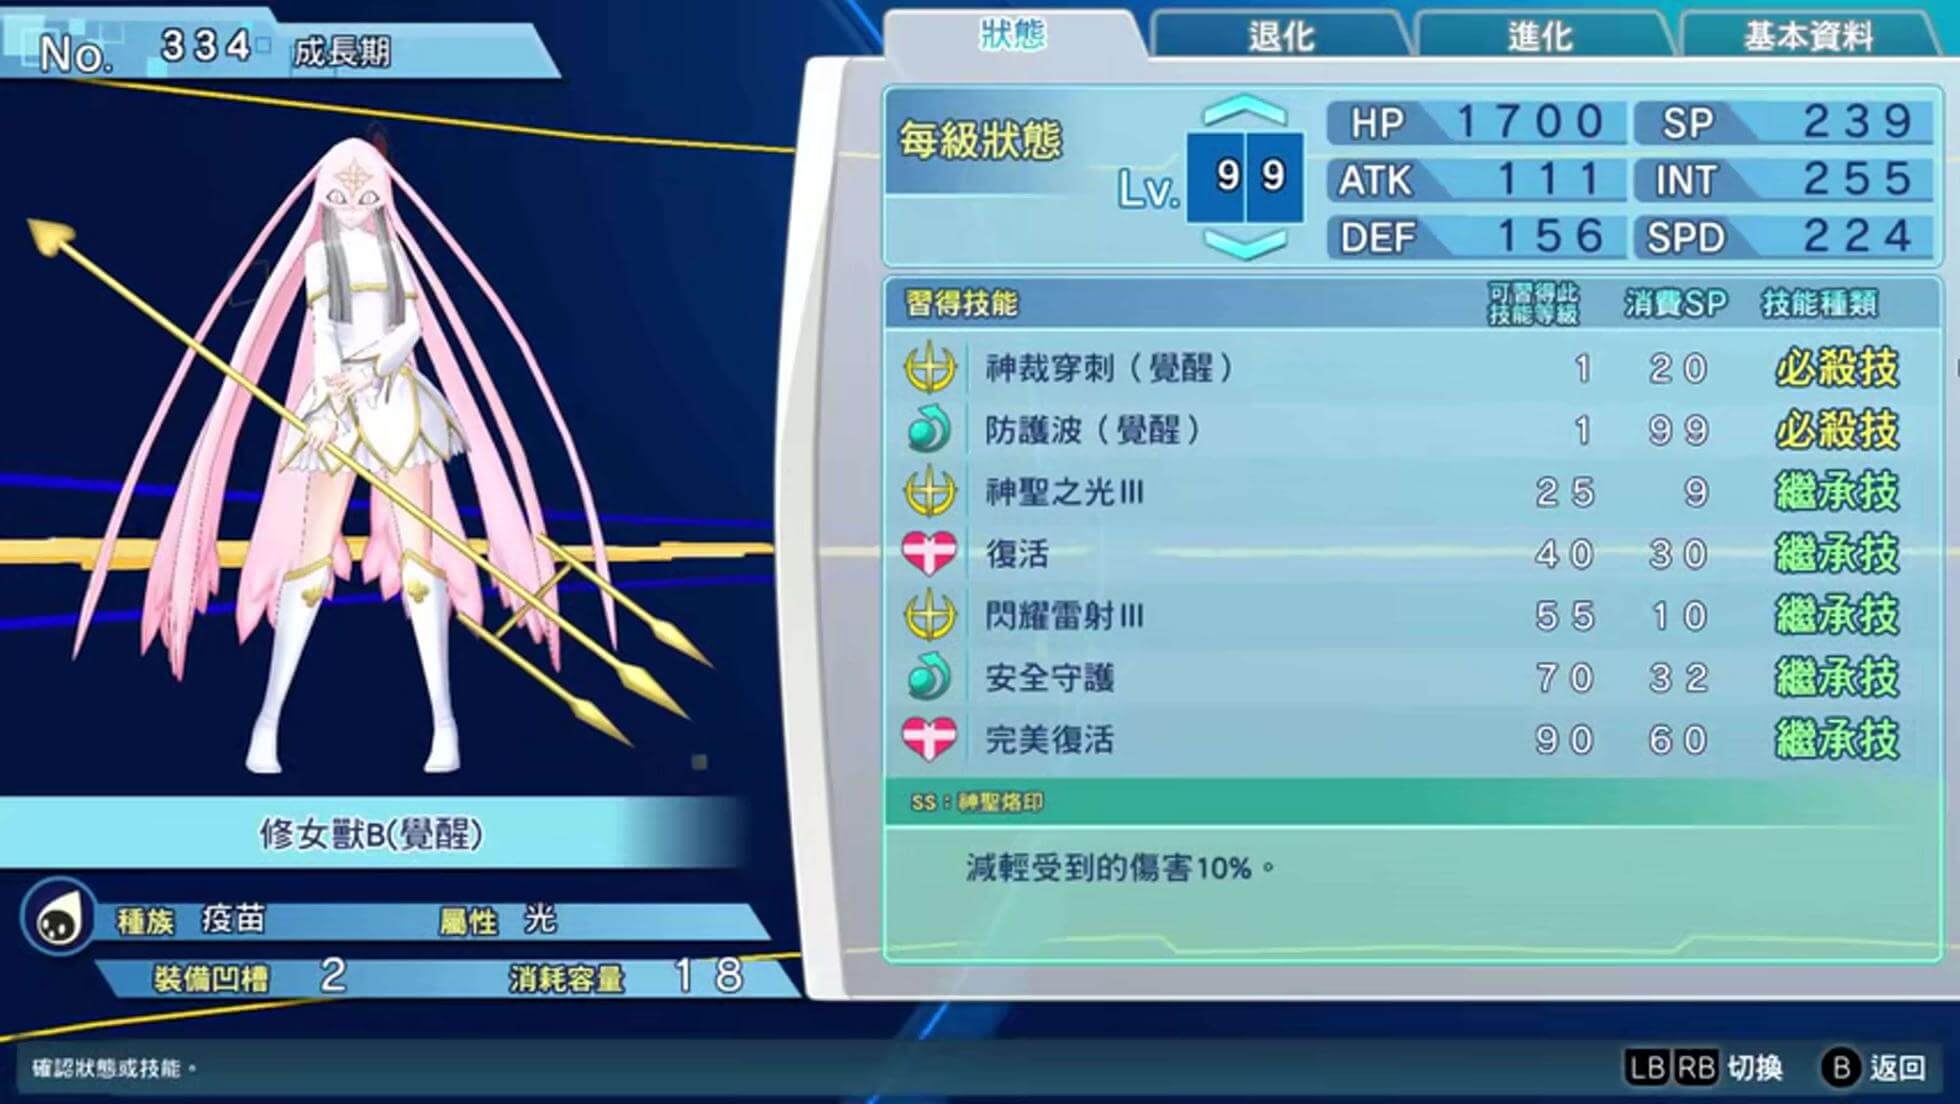 No. 334 成長期
狀態 退化 進化 基本資料
每級狀態
Lv. 99
HP 1700 SP 239
ATK 111 INT 255
DEF 156 SPD 224
習得技能 可習得此技能等級 消費SP 技能種類
神裁穿刺（覺醒） 1 20 必殺技
防護波（覺醒） 1 99 必殺技
神聖之光III 25 9 繼承技
復活 40 30 繼承技
閃耀雷射III 55 10 繼承技
安全守護 70 32 繼承技
完美復活 90 60 繼承技
SS：神聖烙印
減輕受到的傷害10%。
修女獸B(覺醒)
種族 疫苗 屬性 光
裝備凹槽 2 消耗容量 18
確認狀態或技能。
LB RB 切換 B 返回